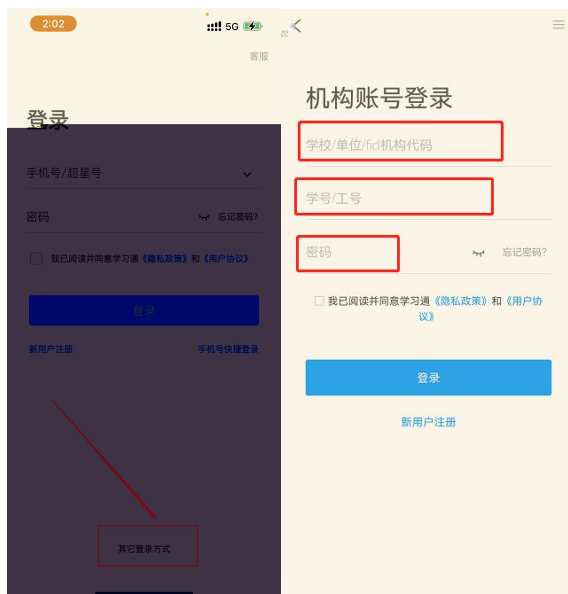 2:02
5G
客服
登录
手机号/超星号
密码
忘记密码?
我已阅读并同意学习通《隐私政策》和《用户协议》
登录
新用户注册
手机号快捷登录
其它登录方式
机构账号登录
学校/单位/fid机构代码
学号/工号
密码
忘记密码?
我已阅读并同意学习通《隐私政策》和《用户协
议》
登录
新用户注册